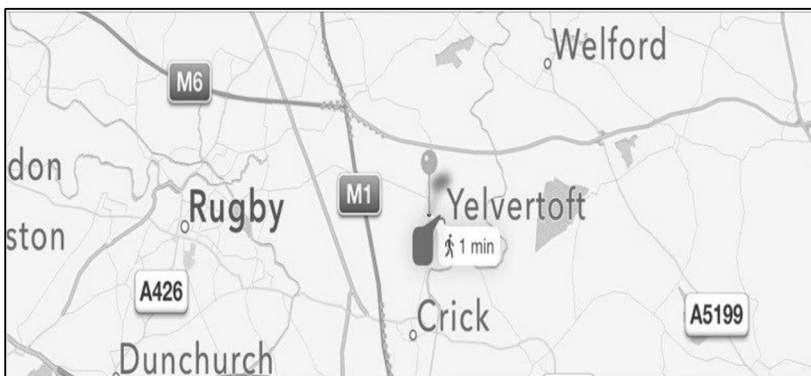 Welford
M6
don
M1
Rugby
Yelvertoft
ston
1 min
A426
A5199
Crick
Dunchurch